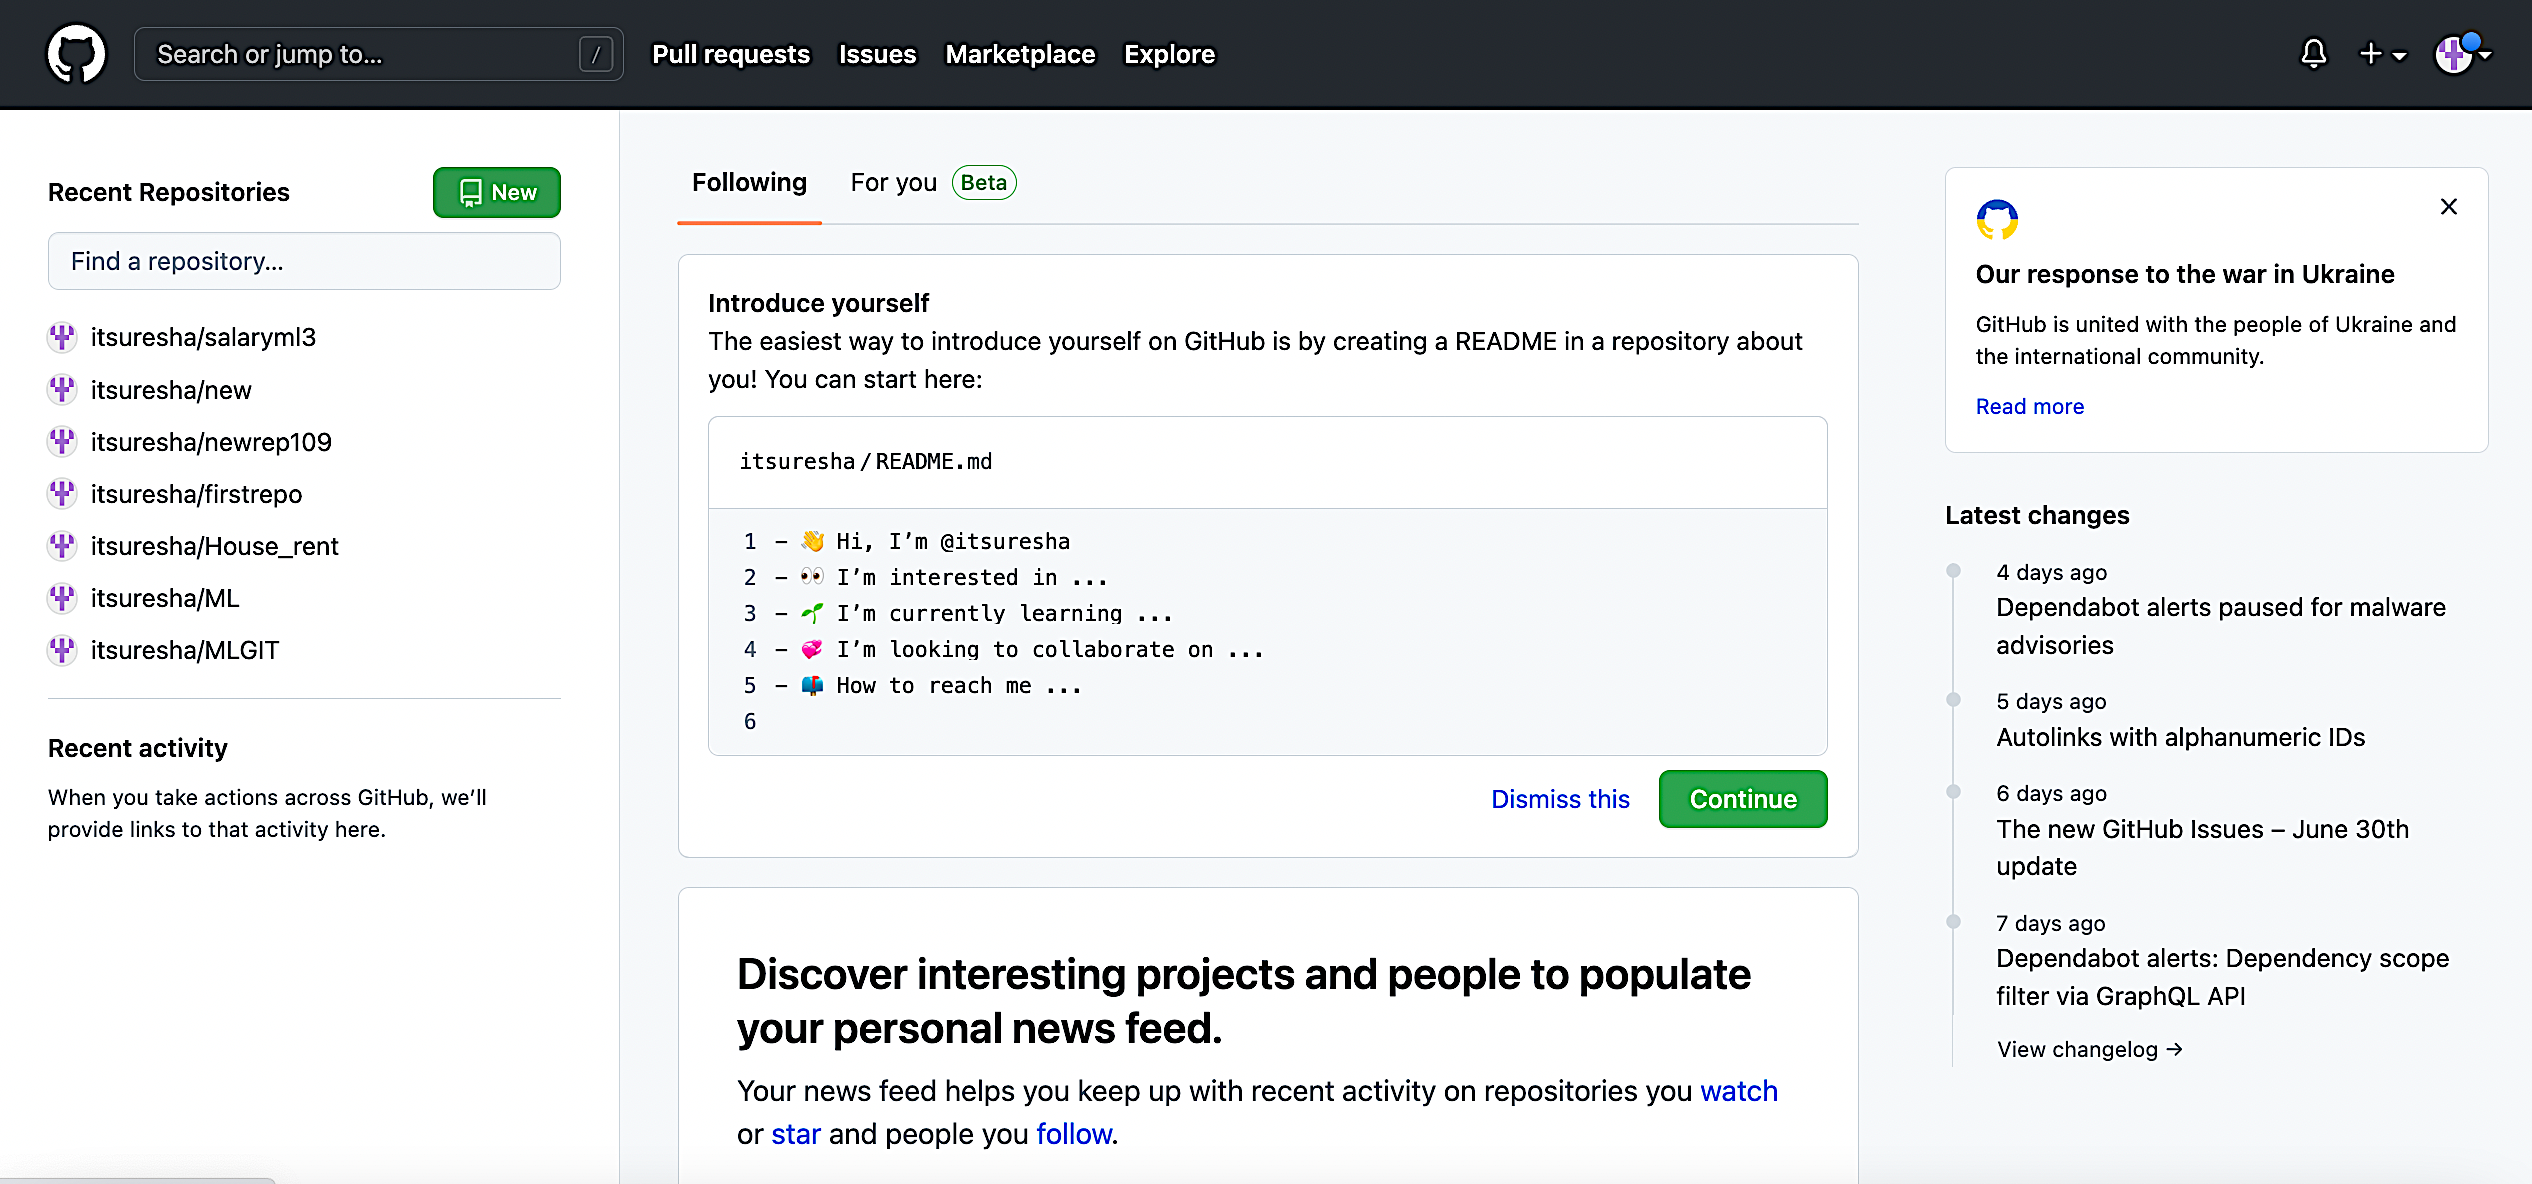 Search or jump to... /
Pull requests Issues Marketplace Explore
Recent Repositories
New
Find a repository...
itsuresha/salaryml3
itsuresha/new
itsuresha/newrep109
itsuresha/firstrepo
itsuresha/House_rent
itsuresha/ML
itsuresha/MLGIT
Recent activity
When you take actions across GitHub, we’ll
provide links to that activity here.
Following For you Beta
Introduce yourself
The easiest way to introduce yourself on GitHub is by creating a README in a repository about
you! You can start here:
itsuresha/README.md
1 - 👋 Hi, I’m @itsuresha
2 - 👀 I’m interested in ...
3 - 🌱 I’m currently learning ...
4 - 💞️ I’m looking to collaborate on ...
5 - 📫 How to reach me ...
6
Dismiss this Continue
Discover interesting projects and people to populate
your personal news feed.
Your news feed helps you keep up with recent activity on repositories you watch
or star and people you follow.
Our response to the war in Ukraine
GitHub is united with the people of Ukraine and
the international community.
Read more
Latest changes
4 days ago
Dependabot alerts paused for malware
advisories
5 days ago
Autolinks with alphanumeric IDs
6 days ago
The new GitHub Issues – June 30th
update
7 days ago
Dependabot alerts: Dependency scope
filter via GraphQL API
View changelog →